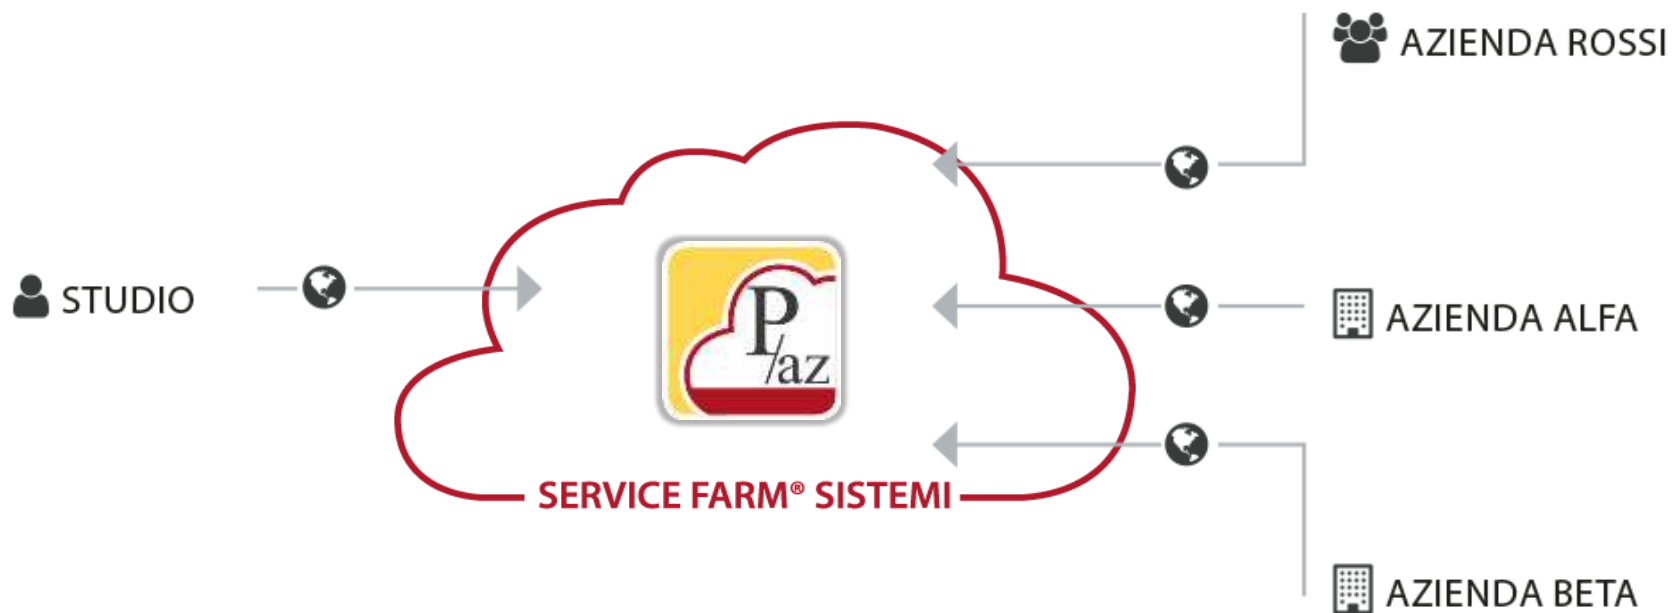 AZIENDA ROSSI
STUDIO
P/az
AZIENDA ALFA
SERVICE FARM® SISTEMI
AZIENDA BETA